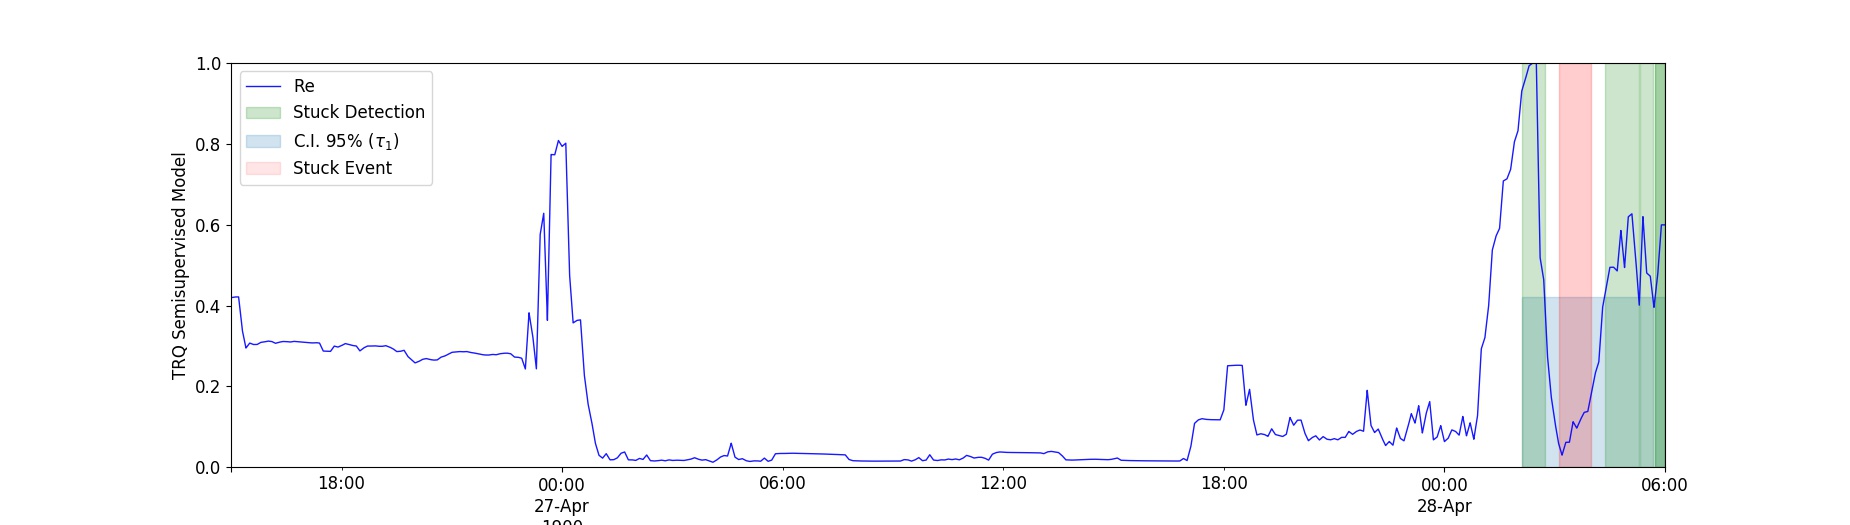 1.0
0.8
0.6
0.4
0.2
0.0
TRQ Semisupervised Model
Re
Stuck Detection
C.I. 95% (τ₁)
Stuck Event
18:00
00:00
27-Apr
1900
06:00
12:00
18:00
00:00
28-Apr
06:00